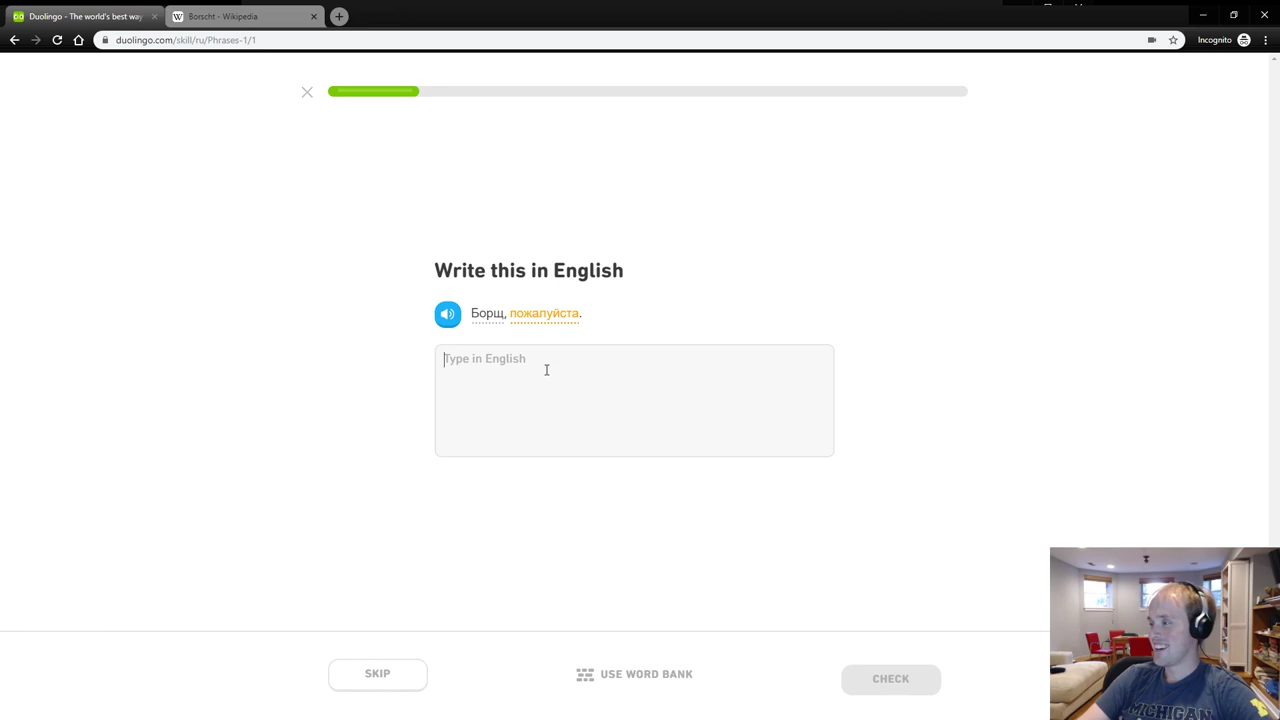 Duolingo - The world's best way
Borscht - Wikipedia
duolingo.com/skill/ru/Phrases-1/1
Incognito
Write this in English
Борщ, пожалуйста.
Type in English
SKIP
USE WORD BANK
CHECK
MICHIGAN